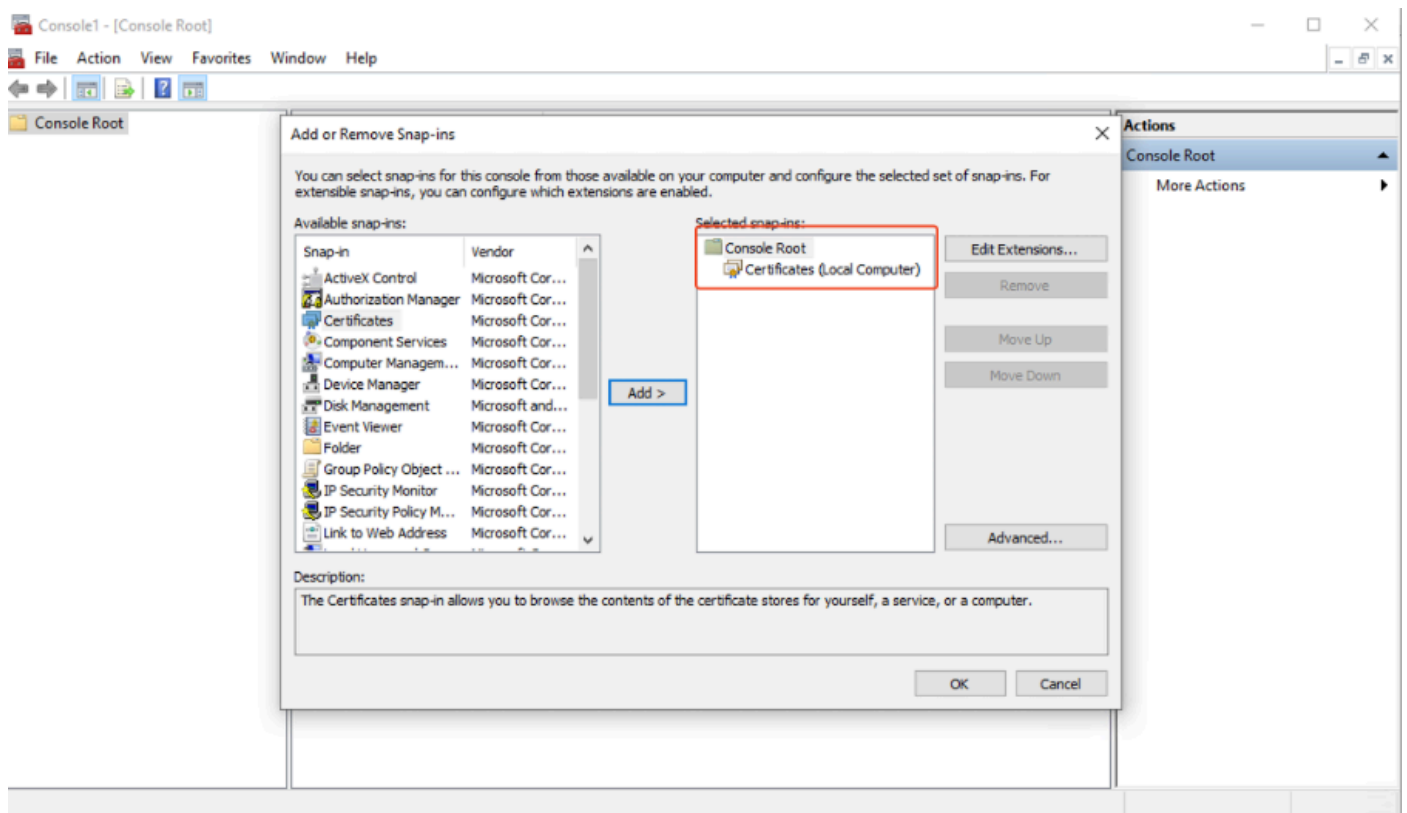 Console1 - [Console Root]
File Action View Favorites Window Help
Console Root
Add or Remove Snap-ins
You can select snap-ins for this console from those available on your computer and configure the selected set of snap-ins. For
extensible snap-ins, you can configure which extensions are enabled.
Available snap-ins:
Snap-in Vendor
ActiveX Control Microsoft Cor...
Authorization Manager Microsoft Cor...
Certificates Microsoft Cor...
Component Services Microsoft Cor...
Computer Managem... Microsoft Cor...
Device Manager Microsoft Cor...
Disk Management Microsoft and...
Event Viewer Microsoft Cor...
Folder Microsoft Cor...
Group Policy Object ... Microsoft Cor...
IP Security Monitor Microsoft Cor...
IP Security Policy M... Microsoft Cor...
Link to Web Address Microsoft Cor...
Add >
Selected snap-ins:
Console Root
Certificates (Local Computer)
Edit Extensions...
Remove
Move Up
Move Down
Advanced...
Description:
The Certificates snap-in allows you to browse the contents of the certificate stores for yourself, a service, or a computer.
OK Cancel
Actions
Console Root
More Actions